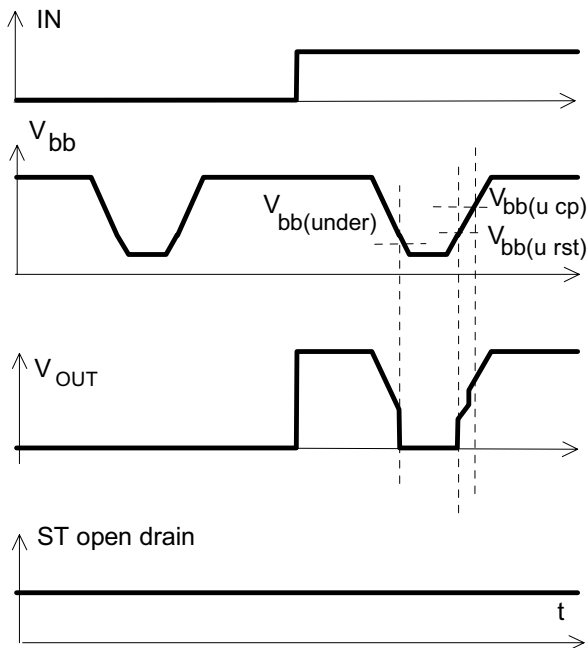 IN
V bb
V bb(under)
V bb(u cp)
V bb(u rst)
V OUT
ST open drain
t